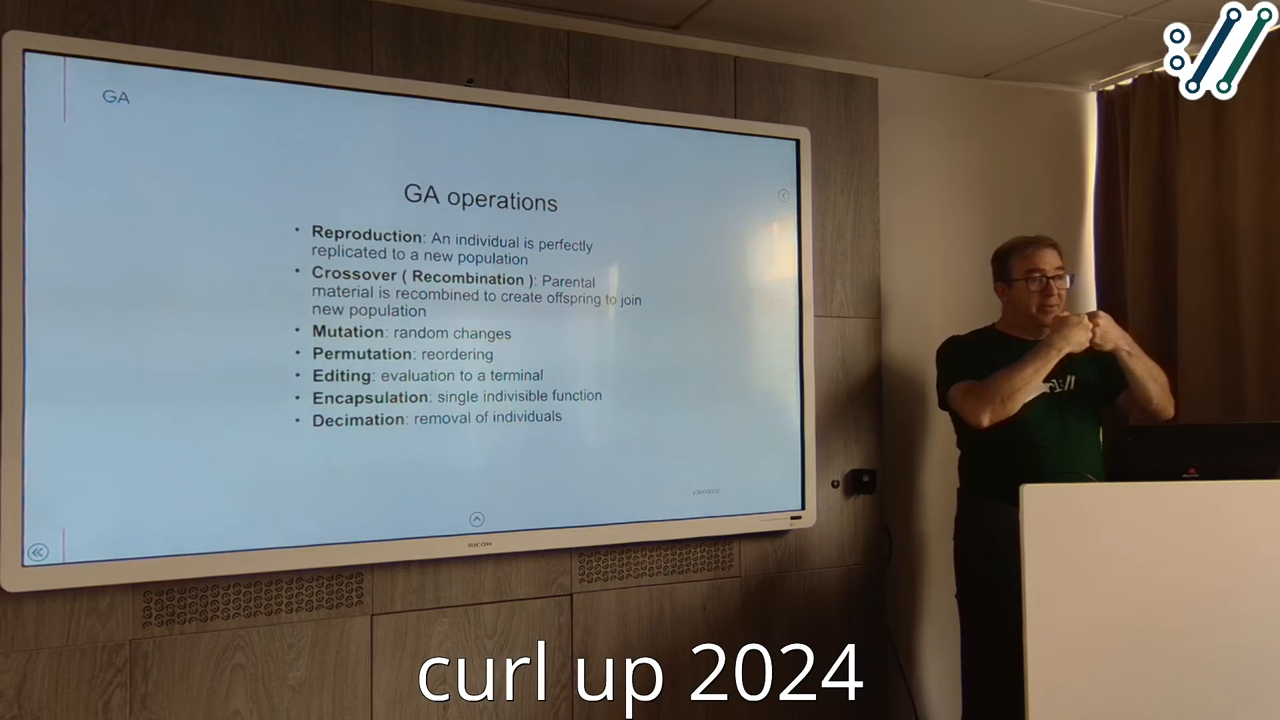 GA
GA operations
• Reproduction: An individual is perfectly
replicated to a new population
• Crossover ( Recombination ): Parental
material is recombined to create offspring to join
new population
• Mutation: random changes
• Permutation: reordering
• Editing: evaluation to a terminal
• Encapsulation: single indivisible function
• Decimation: removal of individuals
RICOH
curl up 2024